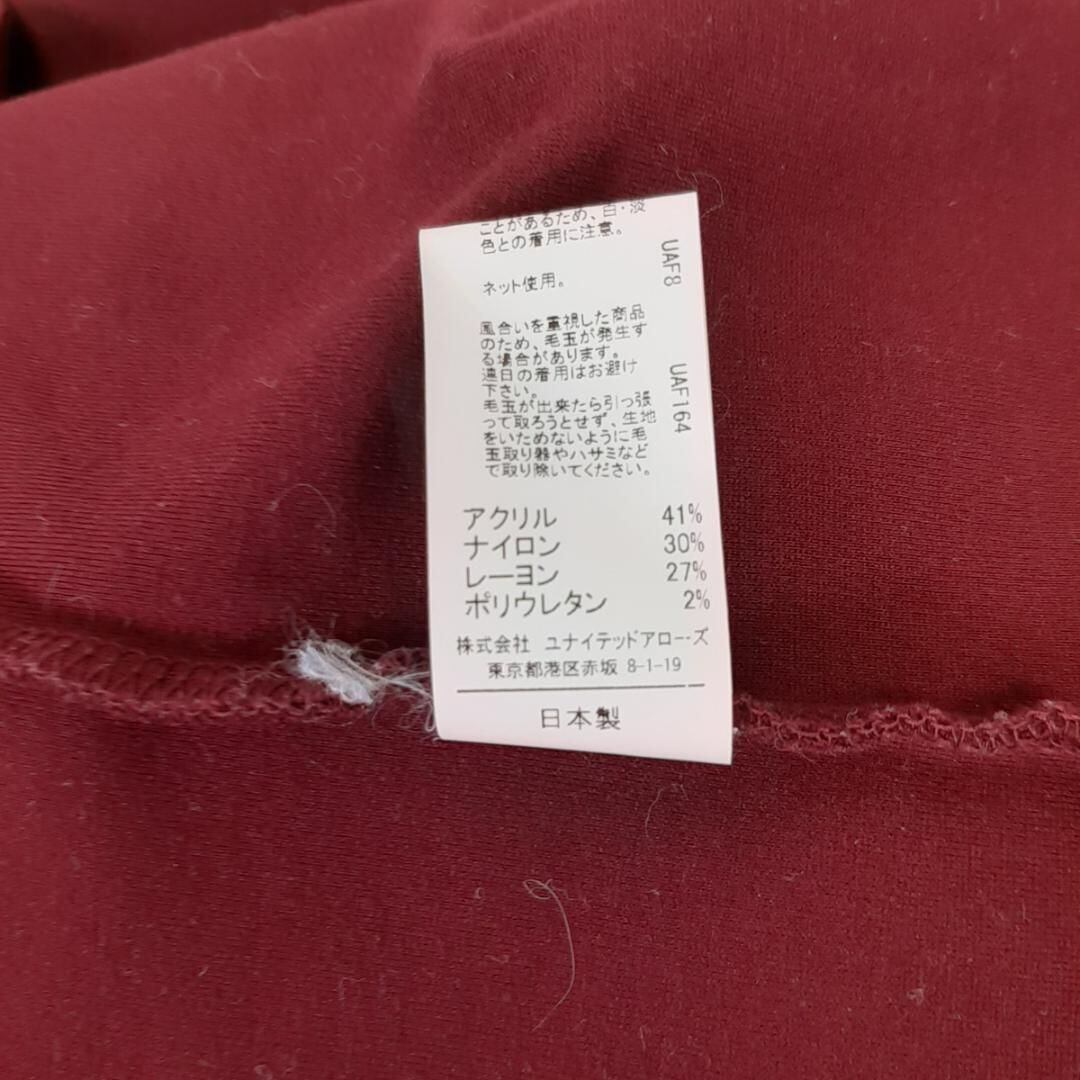 ことがあるため、白・淡
色との着用に注意。
ネット使用。
風合いを重視した商品
のため、毛玉が発生す
る場合があります。
連日の着用はお避け
下さい。
毛玉が出来たら引っ張
って取ろうとせず、生地
をいためないように毛
玉取り器やハサミなど
で取り除いてください。
UAF8
UAF164
アクリル 41%
ナイロン 30%
レーヨン 27%
ポリウレタン 2%
株式会社 ユナイテッドアローズ
東京都港区赤坂 8-1-19
日本製